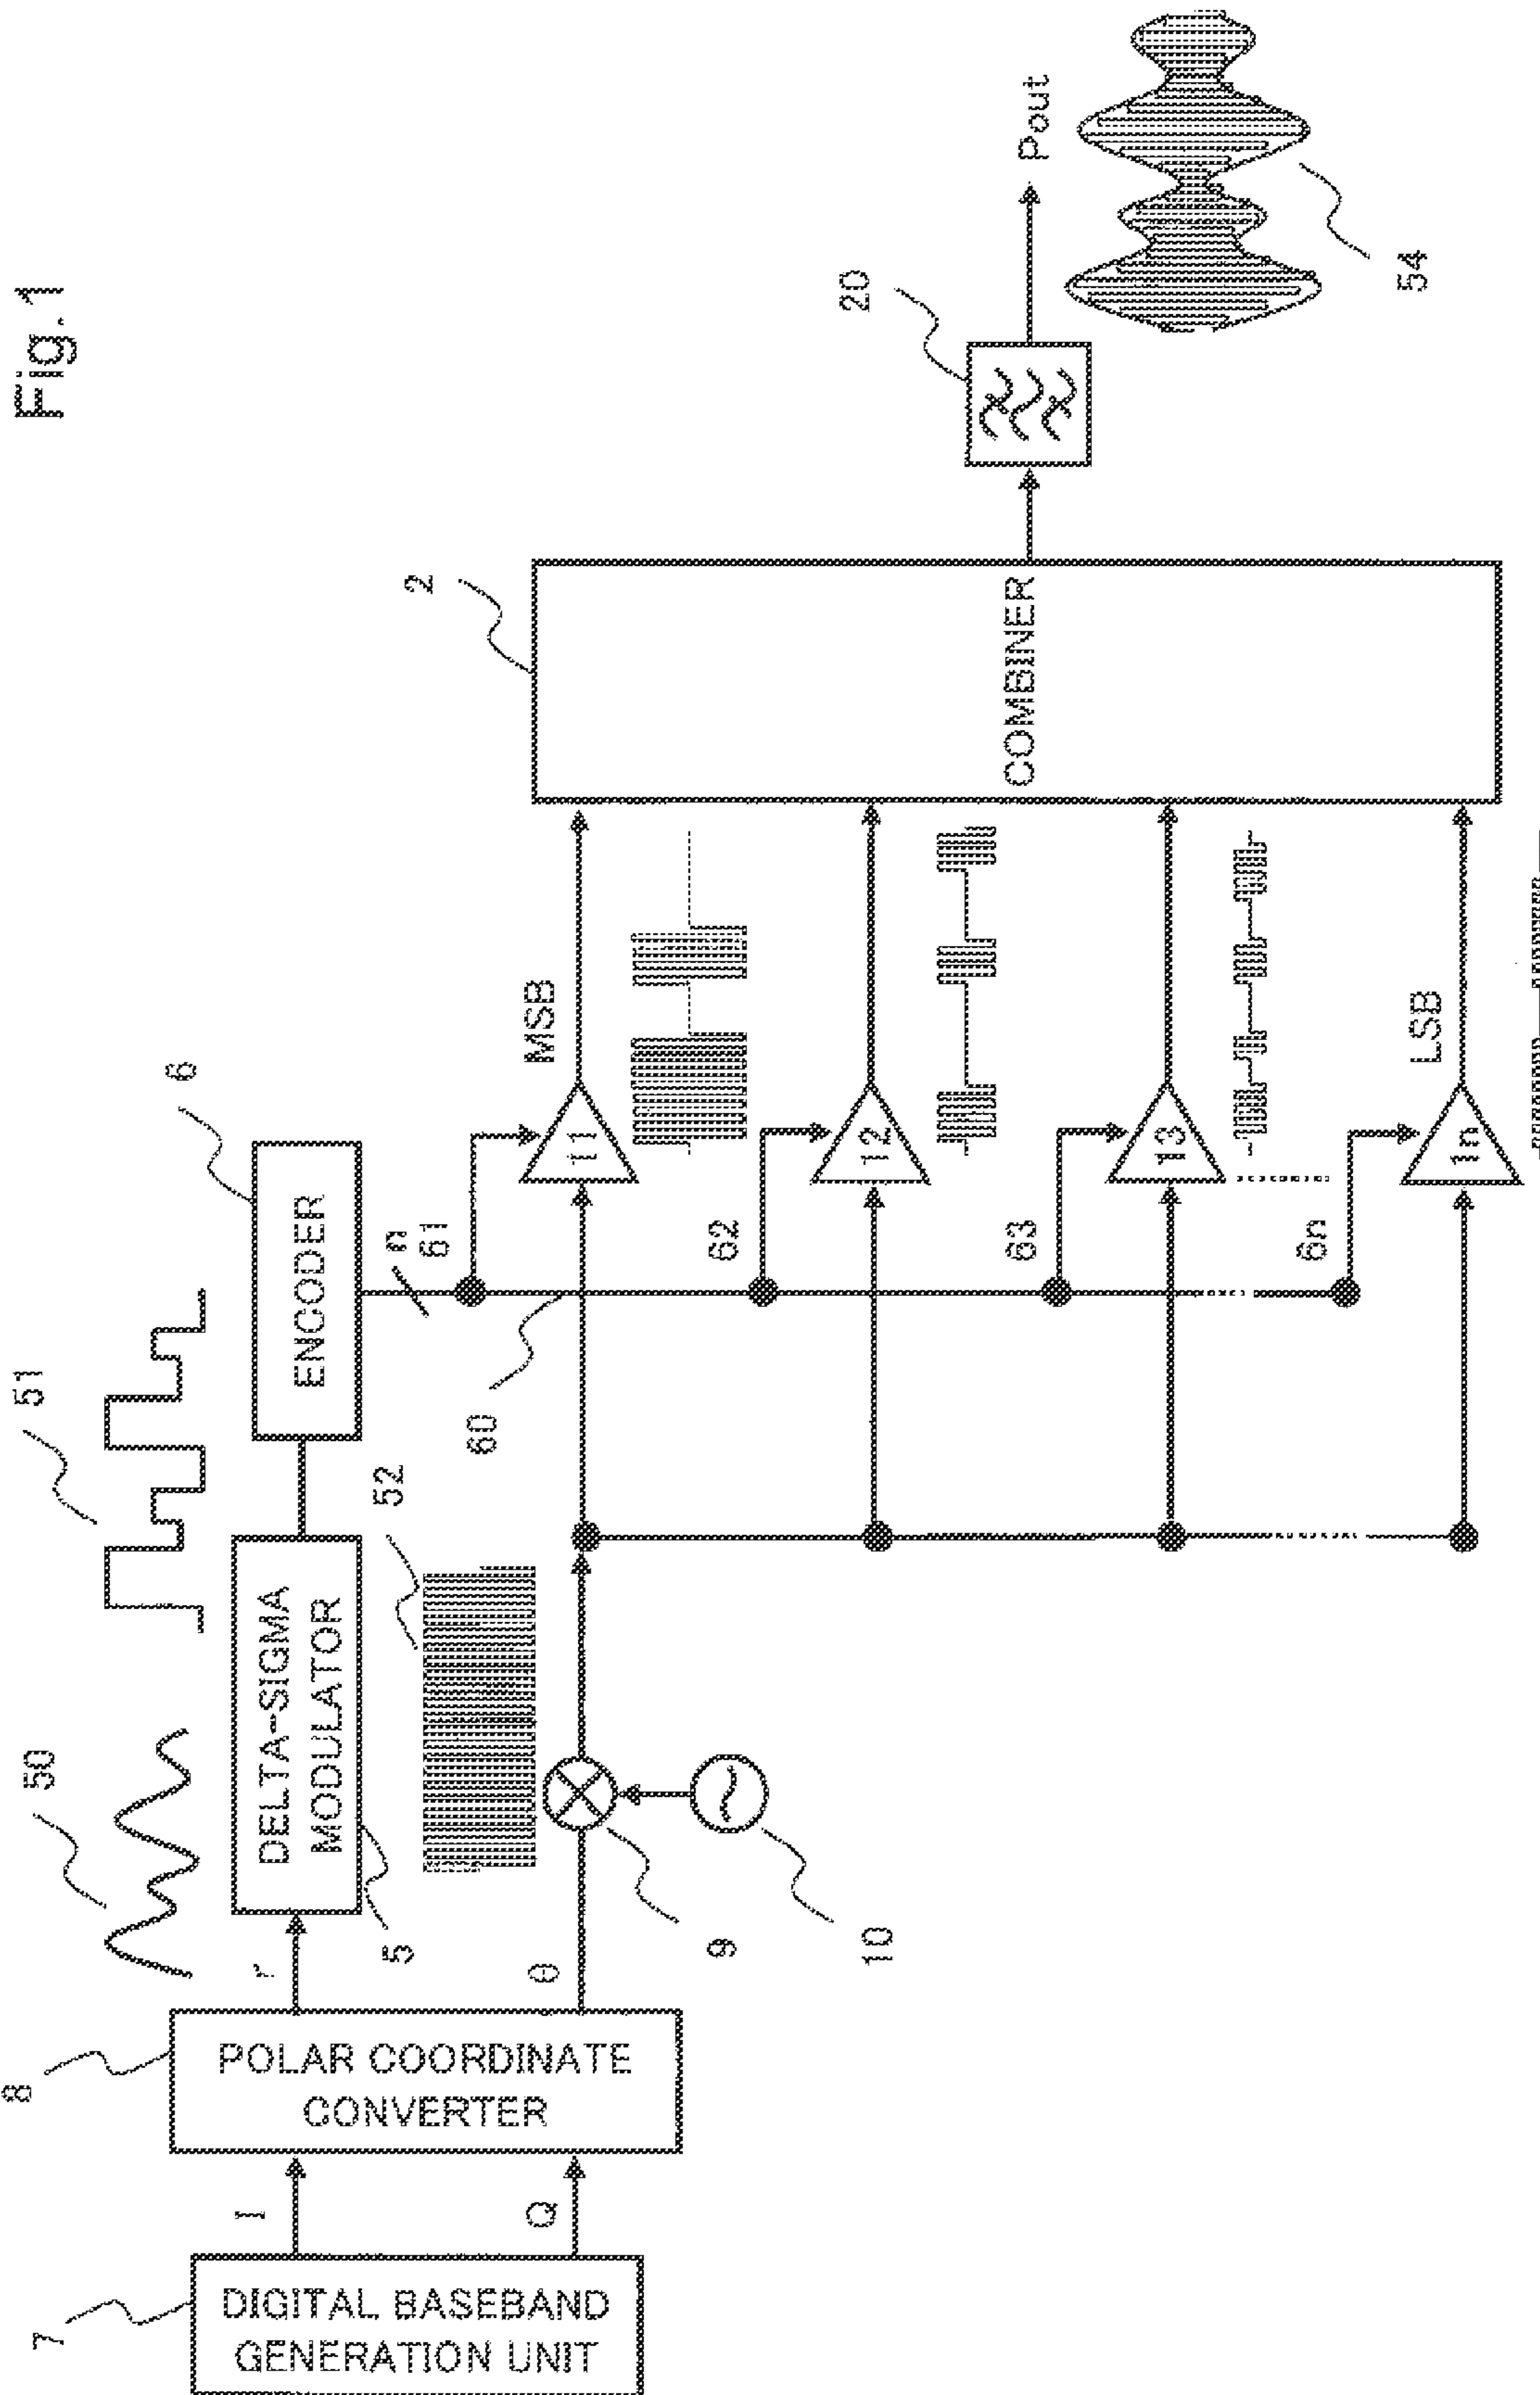 Fig.1
7
DIGITAL BASEBAND
GENERATION UNIT
I
Q
8
POLAR COORDINATE
CONVERTER
r
θ
50
DELTA-SIGMA
MODULATOR
5
51
52
9
10
6
ENCODER
n
60
61
62
63
6n
11
12
13
1n
MSB
LSB
2
COMBINER
20
Pout
54